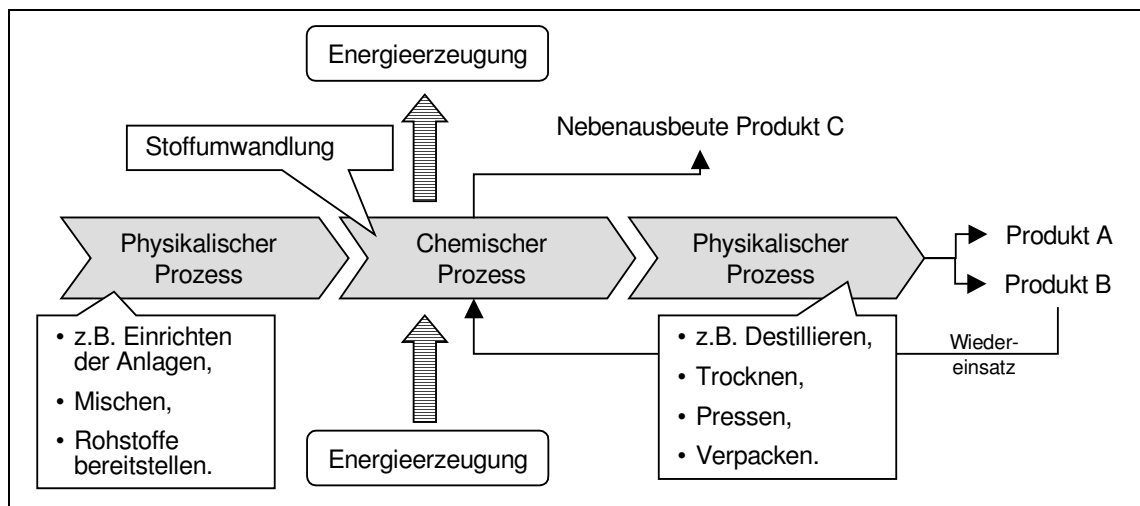 Energieerzeugung
Nebenausbeute Produkt C
Stoffumwandlung
Physikalischer
Prozess
Chemischer
Prozess
Physikalischer
Prozess
Produkt A
Produkt B
• z.B. Einrichten
der Anlagen,
• Mischen,
• Rohstoffe
bereitstellen.
• z.B. Destillieren,
• Trocknen,
• Pressen,
• Verpacken.
Wieder-
einsatz
Energieerzeugung